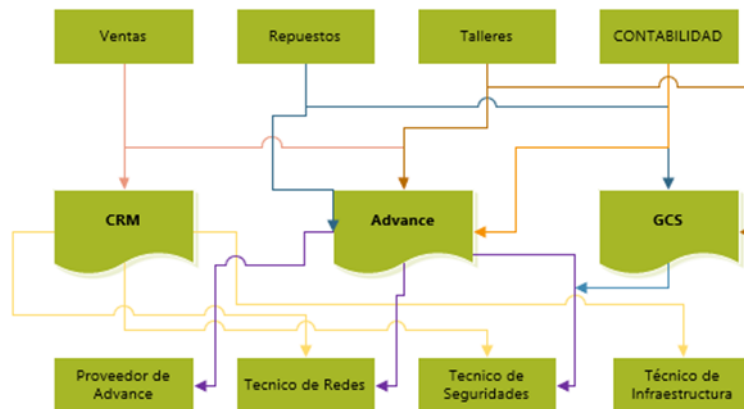 Ventas
Repuestos
Talleres
CONTABILIDAD
CRM
Advance
GCS
Proveedor de
Advance
Tecnico de Redes
Tecnico de
Seguridades
Técnico de
Infraestructura